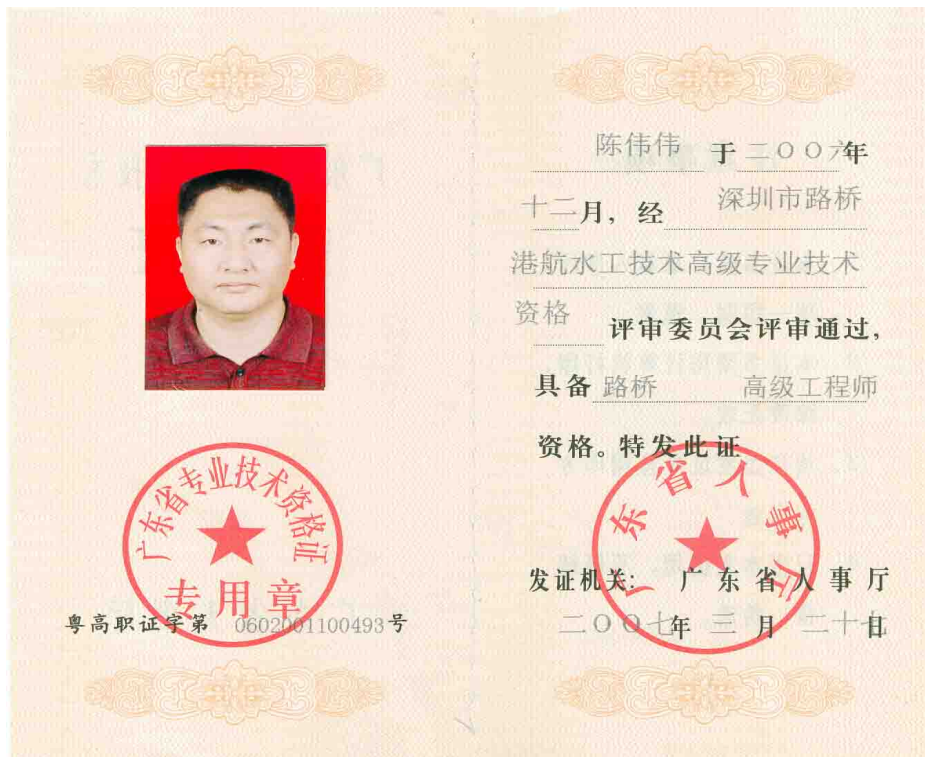 广东省专业技术资格证
专用章
粤高职证字第 0602001100493号
陈伟伟 于二〇〇六年
十二月，经 深圳市路桥
港航水工技术高级专业技术
资格 评审委员会评审通过，
具备 路桥 高级工程师
资格。特发此证
广东省人事厅
发证机关： 广东省人事厅
二〇〇七年 三月 二十七日